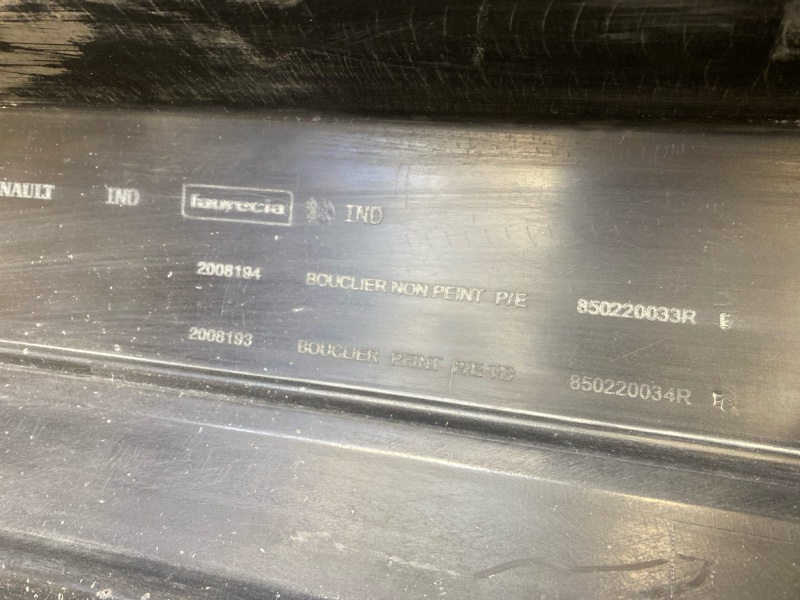 NAULT IND faurecia IND
2008194 BOUCLIER NON PEINT P/E 850220033R E
2008193 BOUCLIER PEINT P/E 850220034R